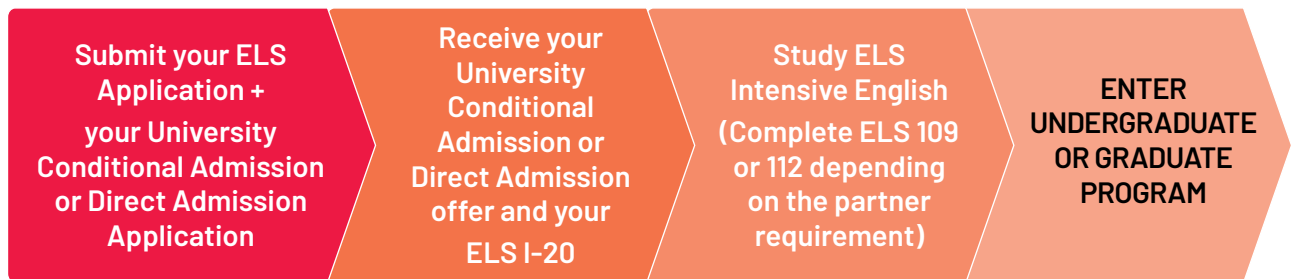 Submit your ELS
Application +
your University
Conditional Admission
or Direct Admission
Application
Receive your
University
Conditional
Admission or
Direct Admission
offer and your
ELS I-20
Study ELS
Intensive English
(Complete ELS 109
or 112 depending
on the partner
requirement)
ENTER
UNDERGRADUATE
OR GRADUATE
PROGRAM